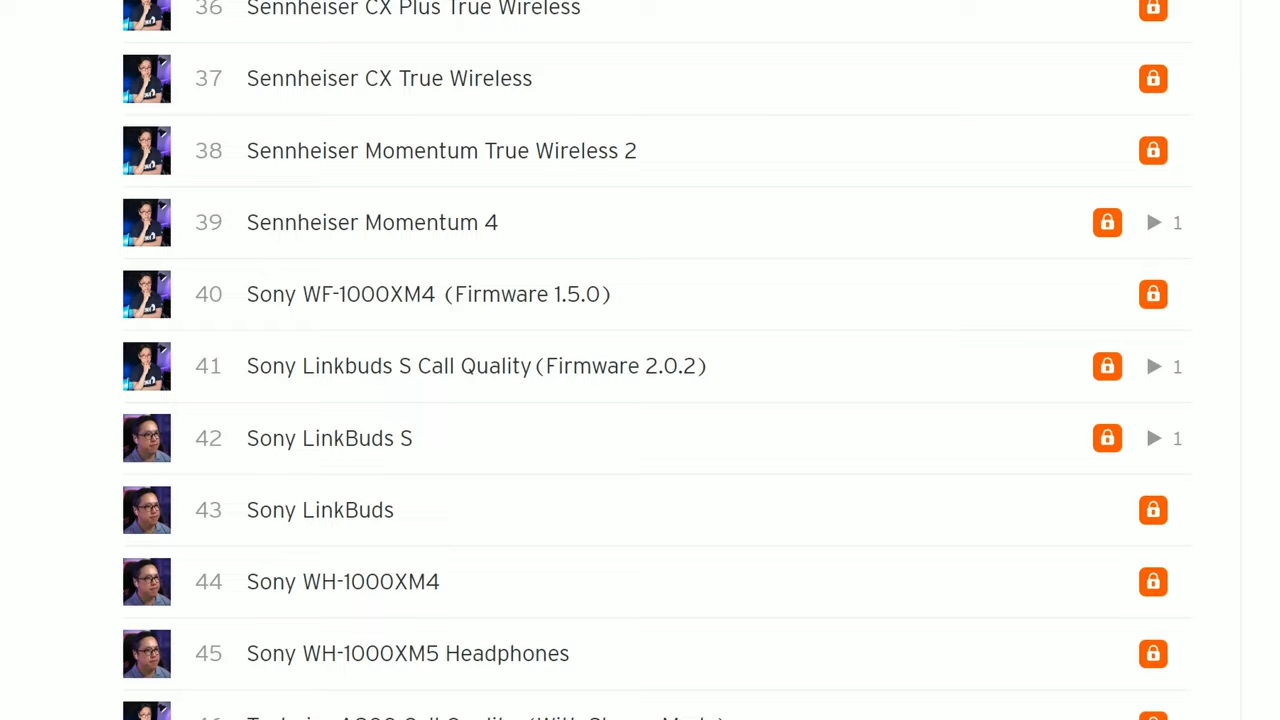 36 Sennheiser CX Plus True Wireless
37 Sennheiser CX True Wireless
38 Sennheiser Momentum True Wireless 2
39 Sennheiser Momentum 4 1
40 Sony WF-1000XM4 (Firmware 1.5.0)
41 Sony Linkbuds S Call Quality (Firmware 2.0.2) 1
42 Sony LinkBuds S 1
43 Sony LinkBuds
44 Sony WH-1000XM4
45 Sony WH-1000XM5 Headphones